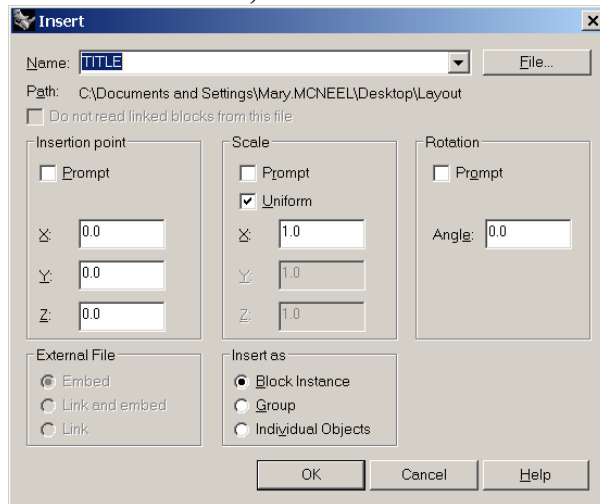 Insert
Name: TITLE File...
Path: C:\Documents and Settings\Mary.MCNEEL\Desktop\Layout
Do not read linked blocks from this file
Insertion point
Prompt
X: 0.0
Y: 0.0
Z: 0.0
Scale
Prompt
Uniform
X: 1.0
Y: 1.0
Z: 1.0
Rotation
Prompt
Angle: 0.0
External File
Embed
Link and embed
Link
Insert as
Block Instance
Group
Individual Objects
OK Cancel Help